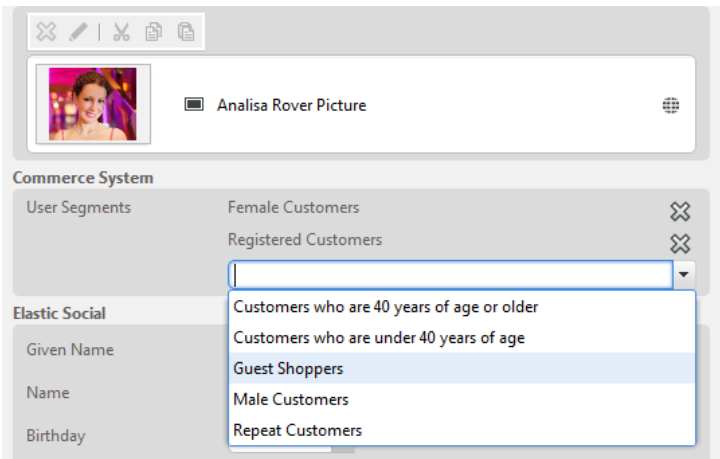 Analisa Rover Picture
Commerce System
User Segments
Female Customers
Registered Customers
Customers who are 40 years of age or older
Customers who are under 40 years of age
Guest Shoppers
Male Customers
Repeat Customers
Elastic Social
Given Name
Name
Birthday